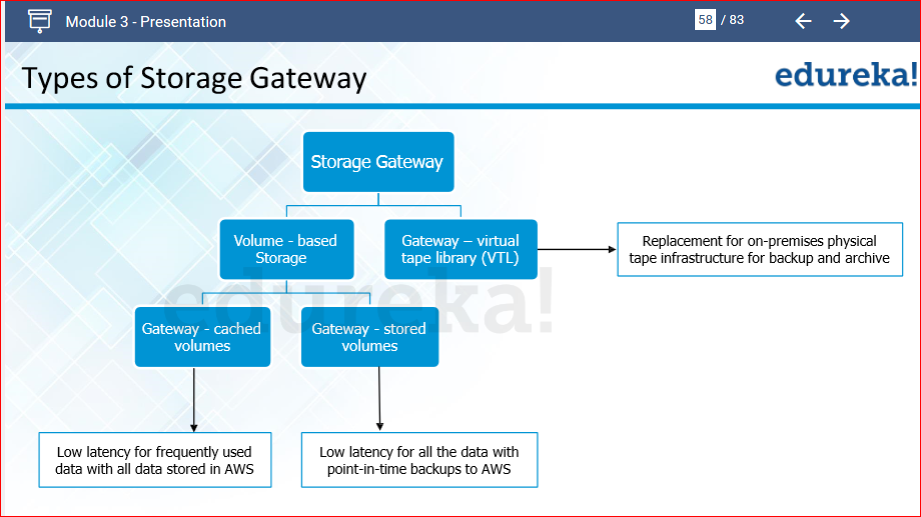 Module 3 - Presentation
58 / 83
Types of Storage Gateway
edureka!
Storage Gateway
Volume - based
Storage
Gateway – virtual
tape library (VTL)
Replacement for on-premises physical
tape infrastructure for backup and archive
edureka!
Gateway - cached
volumes
Gateway - stored
volumes
Low latency for frequently used
data with all data stored in AWS
Low latency for all the data with
point-in-time backups to AWS